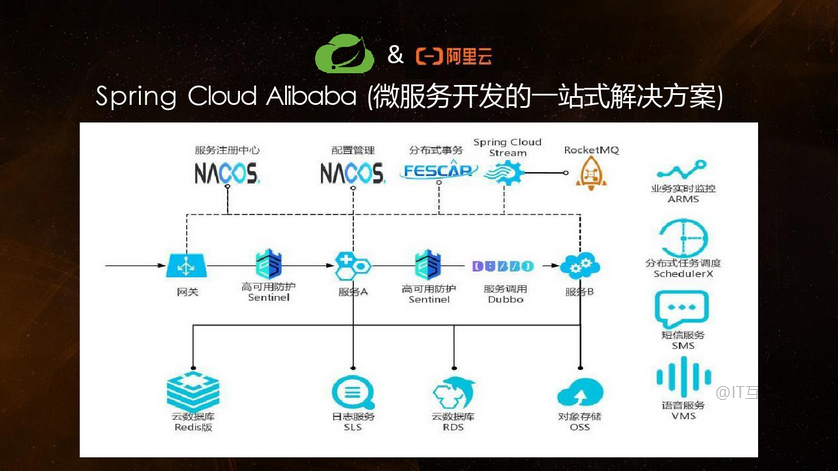 & 阿里云
Spring Cloud Alibaba (微服务开发的一站式解决方案)
服务注册中心
NACOS.
配置管理
NACOS.
分布式事务
FESCAR
Spring Cloud
Stream
RocketMQ
业务实时监控
ARMS
网关
高可用防护
Sentinel
服务A
高可用防护
Sentinel
DUBBO
服务调用
Dubbo
服务B
分布式任务调度
SchedulerX
短信服务
SMS
云数据库
Redis版
日志服务
SLS
云数据库
RDS
对象存储
OSS
语音服务
VMS
@IT互